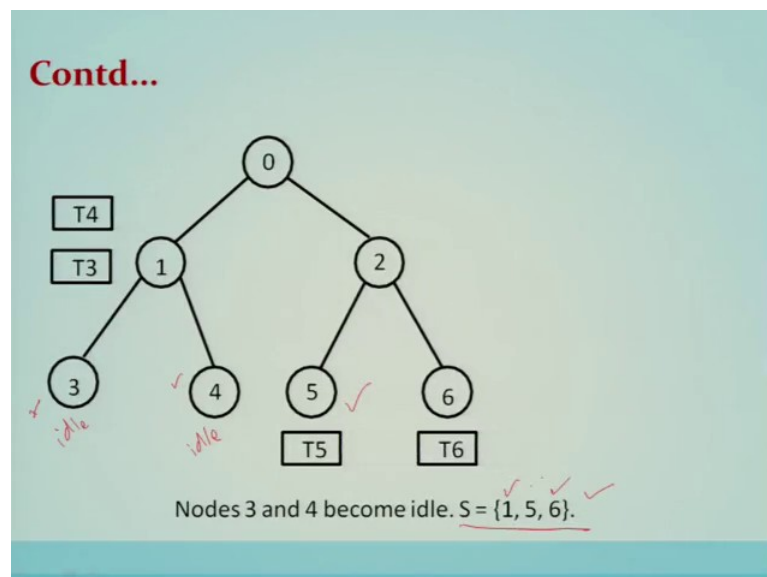 Contd...
0
T4
T3
1
2
3
4
5
6
idle
idle
T5
T6
Nodes 3 and 4 become idle. S = {1, 5, 6}.